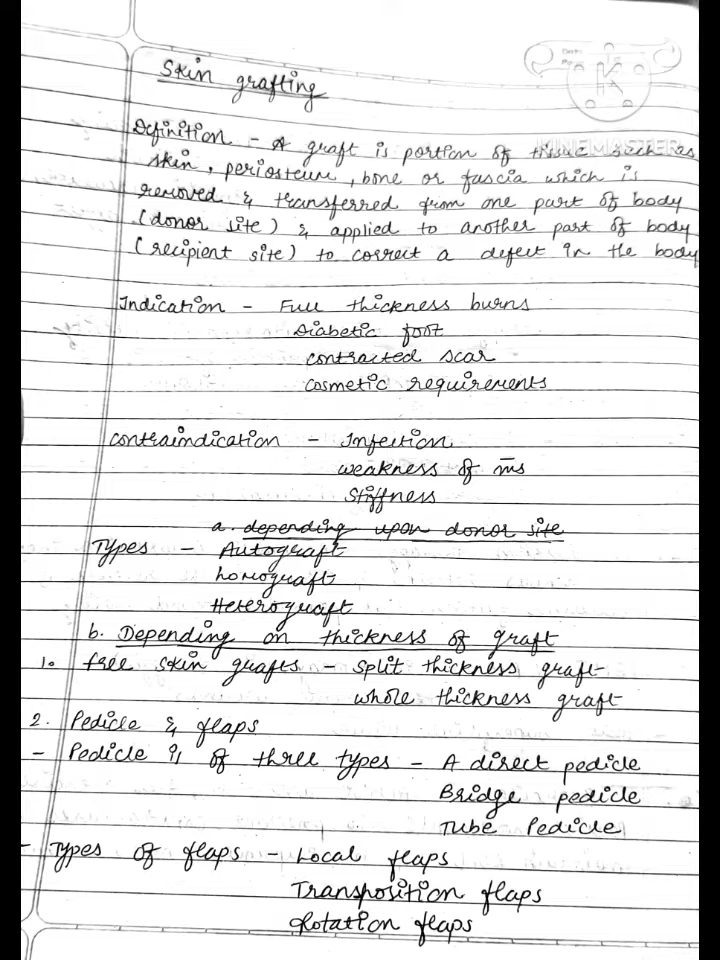 Skin grafting
Date:
K
KINEMASTER
Definition - A graft is portion of tissue such as
skin, periosteum, bone or fascia which is
removed & transferred from one part of body
(donor site) & applied to another part of body
(recipient site) to correct a defect in the body
Indication - Full thickness burns
Diabetic foot
contracted scar
Cosmetic requirements
Contraindication - Infection
weakness of m̅s
Stiffness
a. depending upon donor site
Types - Autograft
homograft
Heterograft
b. Depending on thickness of graft
1. free skin grafts - split thickness graft
whole thickness graft
2. Pedicle & flaps
- Pedicle is of three types - A direct pedicle
Bridge pedicle
Tube Pedicle
- Types of flaps - Local flaps
Transposition flaps
Rotation flaps